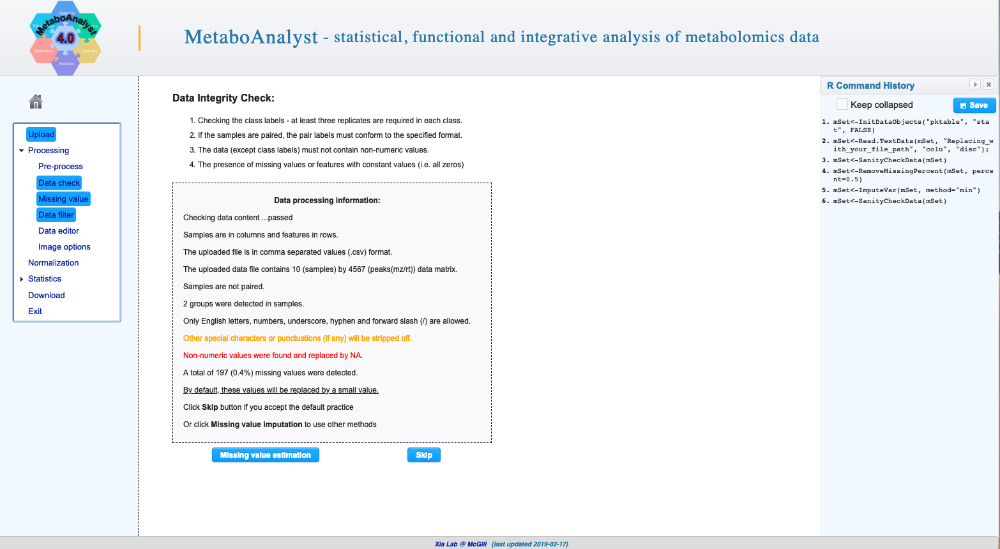 Statistics
MetaboAnalyst
4.0
Biomarker
Pathway
Function
MetaboAnalyst - statistical, functional and integrative analysis of metabolomics data
Upload
Processing
Pre-process
Data check
Missing value
Data filter
Data editor
Image options
Normalization
Statistics
Download
Exit
Data Integrity Check:
1. Checking the class labels - at least three replicates are required in each class.
2. If the samples are paired, the pair labels must conform to the specified format.
3. The data (except class labels) must not contain non-numeric values.
4. The presence of missing values or features with constant values (i.e. all zeros)
Data processing information:
Checking data content ...passed
Samples are in columns and features in rows.
The uploaded file is in comma separated values (.csv) format.
The uploaded data file contains 10 (samples) by 4567 (peaks(mz/rt)) data matrix.
Samples are not paired.
2 groups were detected in samples.
Only English letters, numbers, underscore, hyphen and forward slash (/) are allowed.
Other special characters or punctuations (if any) will be stripped off.
Non-numeric values were found and replaced by NA.
A total of 197 (0.4%) missing values were detected.
By default, these values will be replaced by a small value.
Click Skip button if you accept the default practice
Or click Missing value imputation to use other methods
Missing value estimation
Skip
R Command History
Keep collapsed
Save
1. mSet<-InitDataObjects("pktable", "sta
t", FALSE)
2. mSet<-Read.TextData(mSet, "Replacing_w
ith_your_file_path", "colu", "disc");
3. mSet<-SanityCheckData(mSet)
4. mSet<-RemoveMissingPercent(mSet, perce
nt=0.5)
5. mSet<-ImputeVar(mSet, method="min")
6. mSet<-SanityCheckData(mSet)
Xia Lab @ McGill (last updated 2019-02-17)